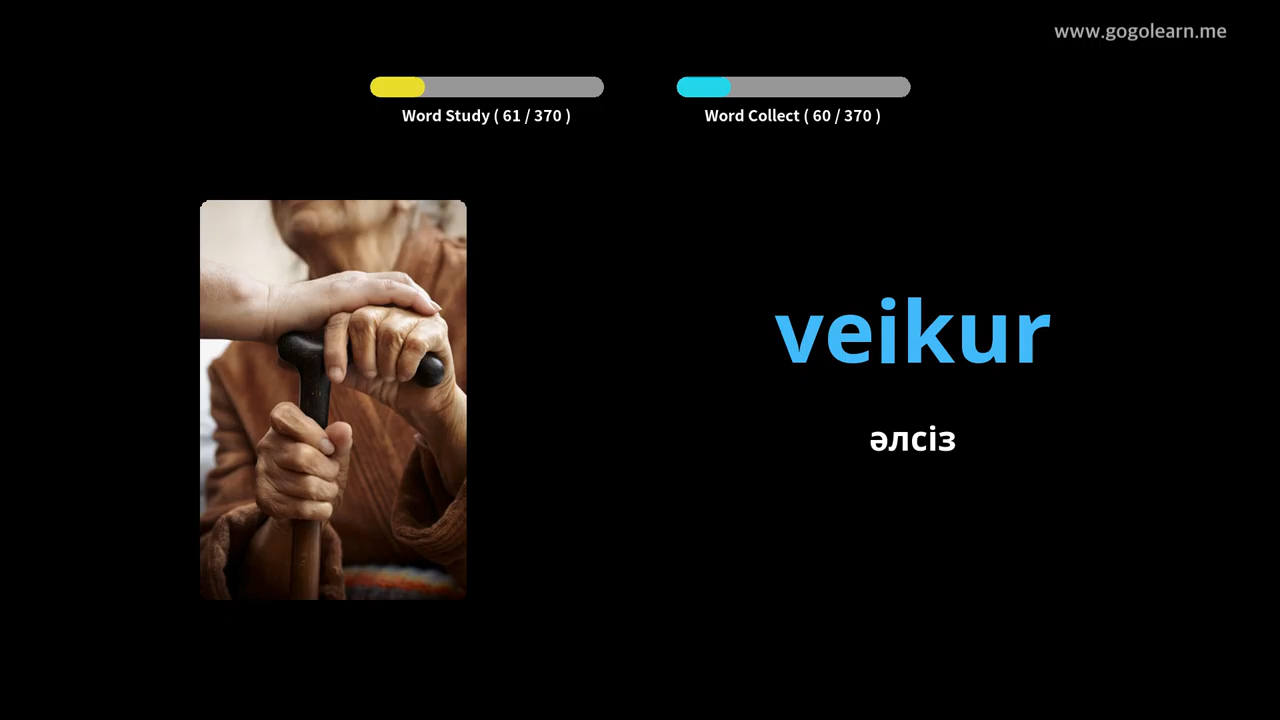 www.gogolearn.me
Word Study ( 61 / 370 )
Word Collect ( 60 / 370 )
veikur
әлсіз